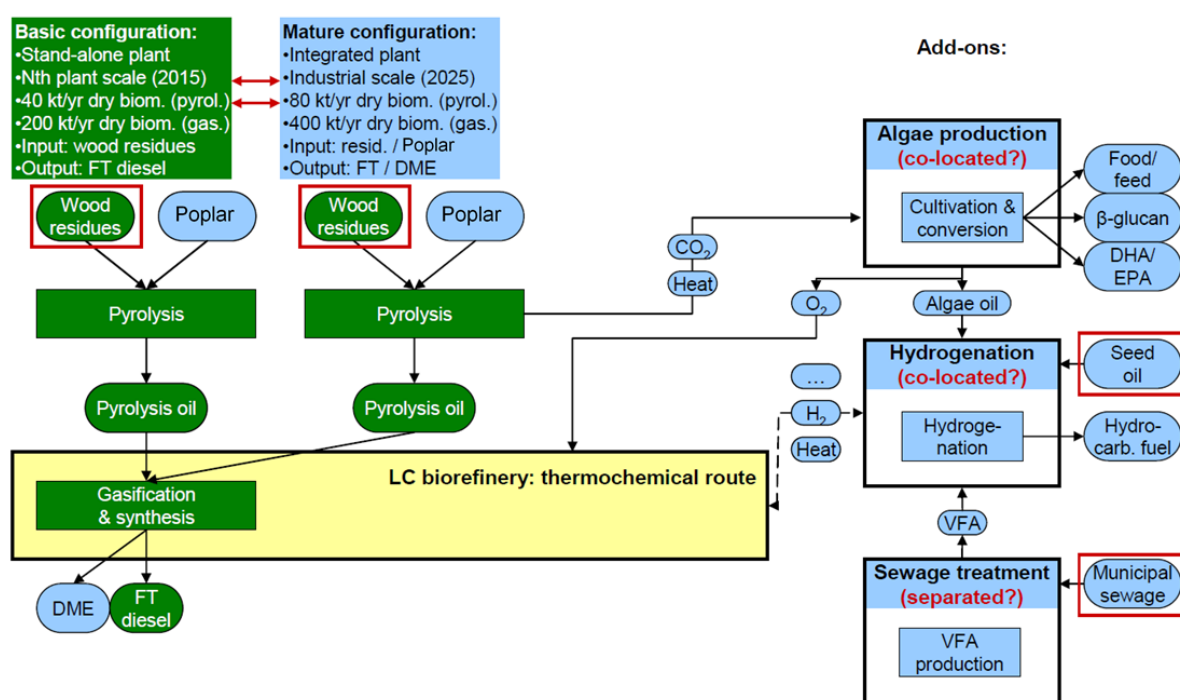 Basic configuration:
•Stand-alone plant
•Nth plant scale (2015)
•40 kt/yr dry biom. (pyrol.)
•200 kt/yr dry biom. (gas.)
•Input: wood residues
•Output: FT diesel
Mature configuration:
•Integrated plant
•Industrial scale (2025)
•80 kt/yr dry biom. (pyrol.)
•400 kt/yr dry biom. (gas.)
•Input: resid. / Poplar
•Output: FT / DME
Add-ons:
Wood
residues
Poplar
Wood
residues
Poplar
Pyrolysis
Pyrolysis
Pyrolysis oil
Pyrolysis oil
LC biorefinery: thermochemical route
Gasification
& synthesis
DME
FT
diesel
CO₂
Heat
Algae production
(co-located?)
Cultivation &
conversion
Food/
feed
β-glucan
DHA/
EPA
O₂
Algae oil
Hydrogenation
(co-located?)
Hydroge-
nation
Seed
oil
Hydro-
carb. fuel
...
H₂
Heat
VFA
Sewage treatment
(separated?)
VFA
production
Municipal
sewage